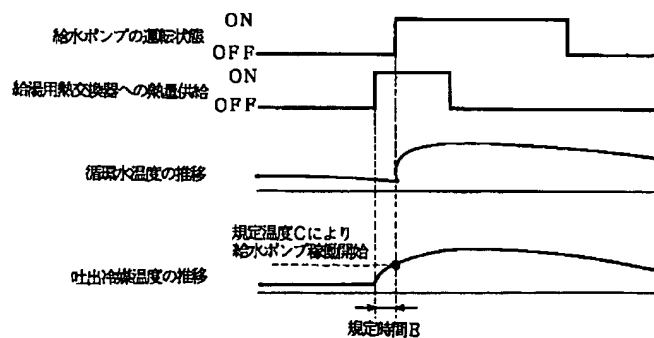 ON
給水ポンプの運転状態
OFF
ON
給湯用熱交換器への熱量供給
OFF
循環水温度の推移
規定温度Cにより
給水ポンプ稼動開始
吐出冷媒温度の推移
規定時間B